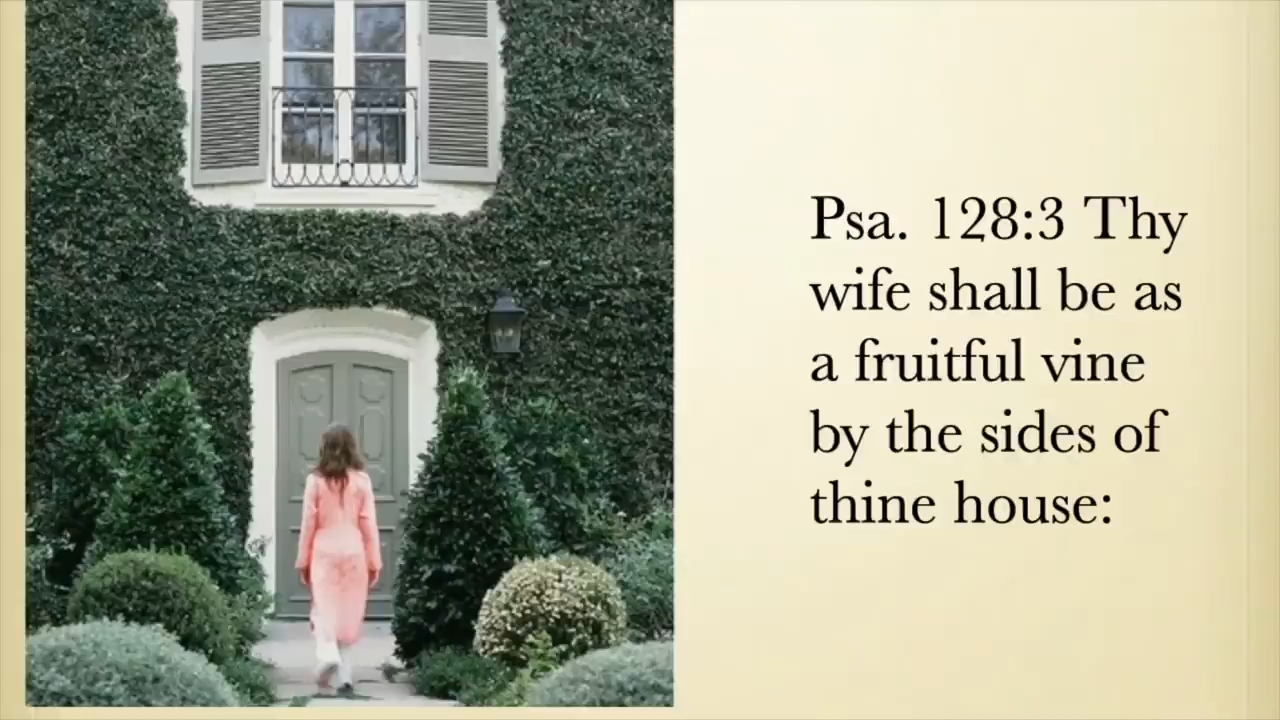 Psa. 128:3 Thy
wife shall be as
a fruitful vine
by the sides of
thine house: